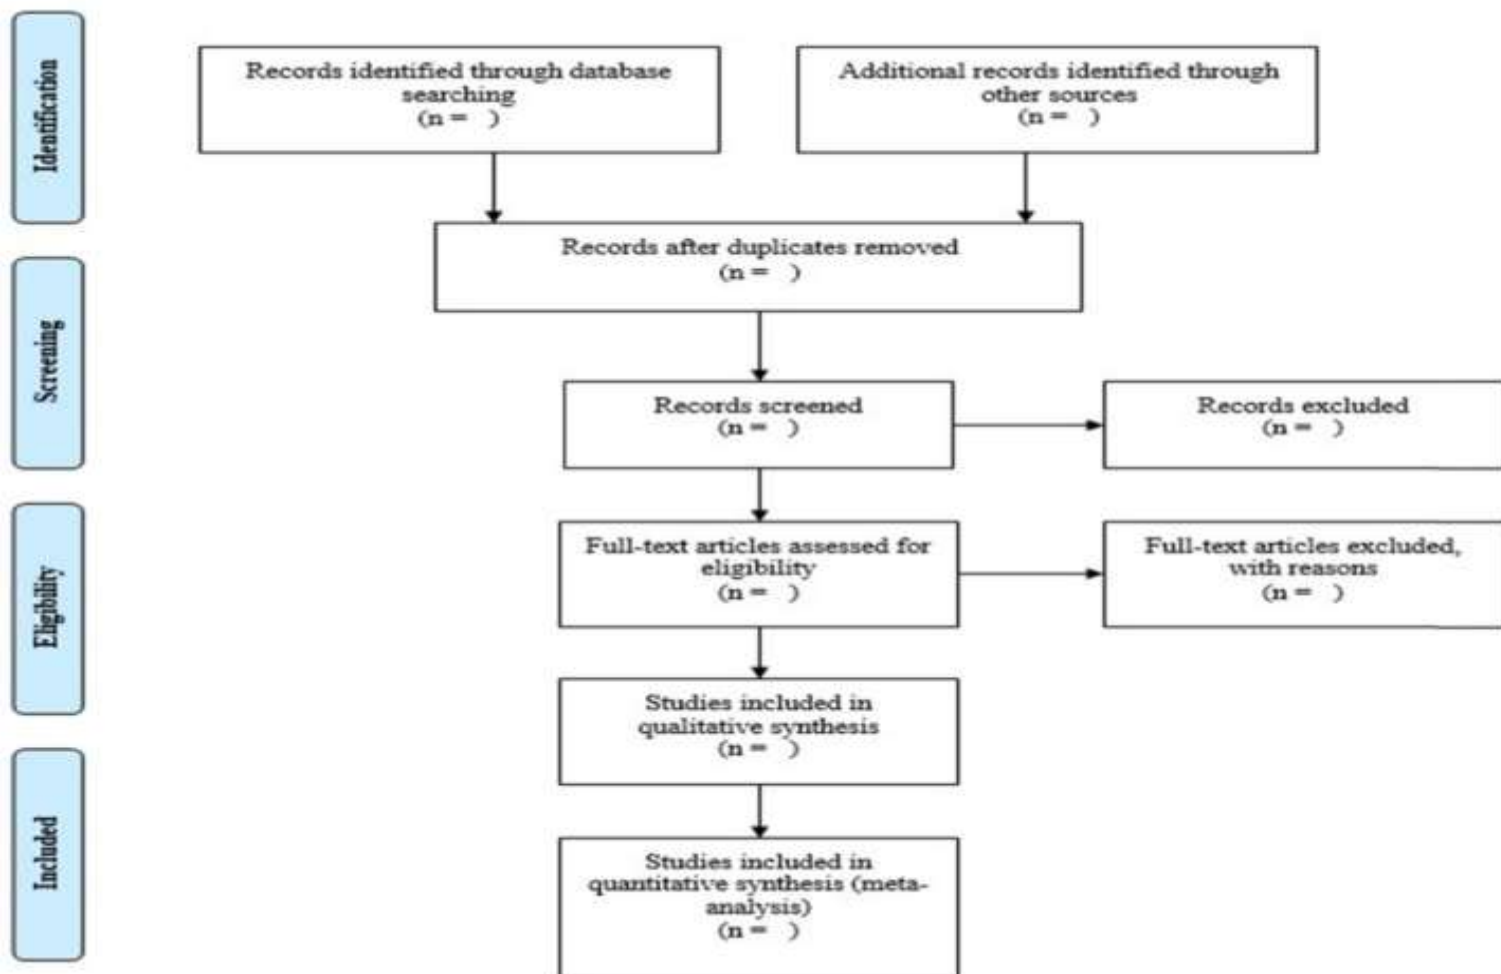 Identification
Records identified through database
searching
(n =   )
Additional records identified through
other sources
(n =   )
Records after duplicates removed
(n =   )
Screening
Records screened
(n =   )
Records excluded
(n =   )
Eligibility
Full-text articles assessed for
eligibility
(n =   )
Full-text articles excluded,
with reasons
(n =   )
Studies included in
qualitative synthesis
(n =   )
Included
Studies included in
quantitative synthesis (meta-
analysis)
(n =   )